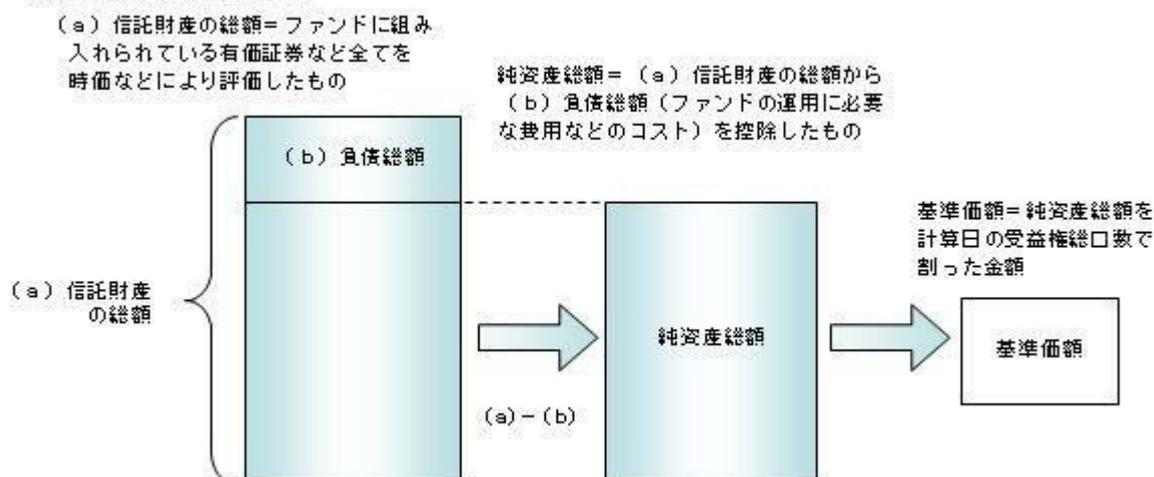 （a）信託財産の総額＝ファンドに組み
入れられている有価証券など全てを
時価などにより評価したもの
純資産総額＝（a）信託財産の総額から
（b）負債総額（ファンドの運用に必要
な費用などのコスト）を控除したもの
（b）負債総額
基準価額＝純資産総額を
計算日の受益権総口数で
割った金額
（a）信託財産
の総額
純資産総額
基準価額
(a)－(b)